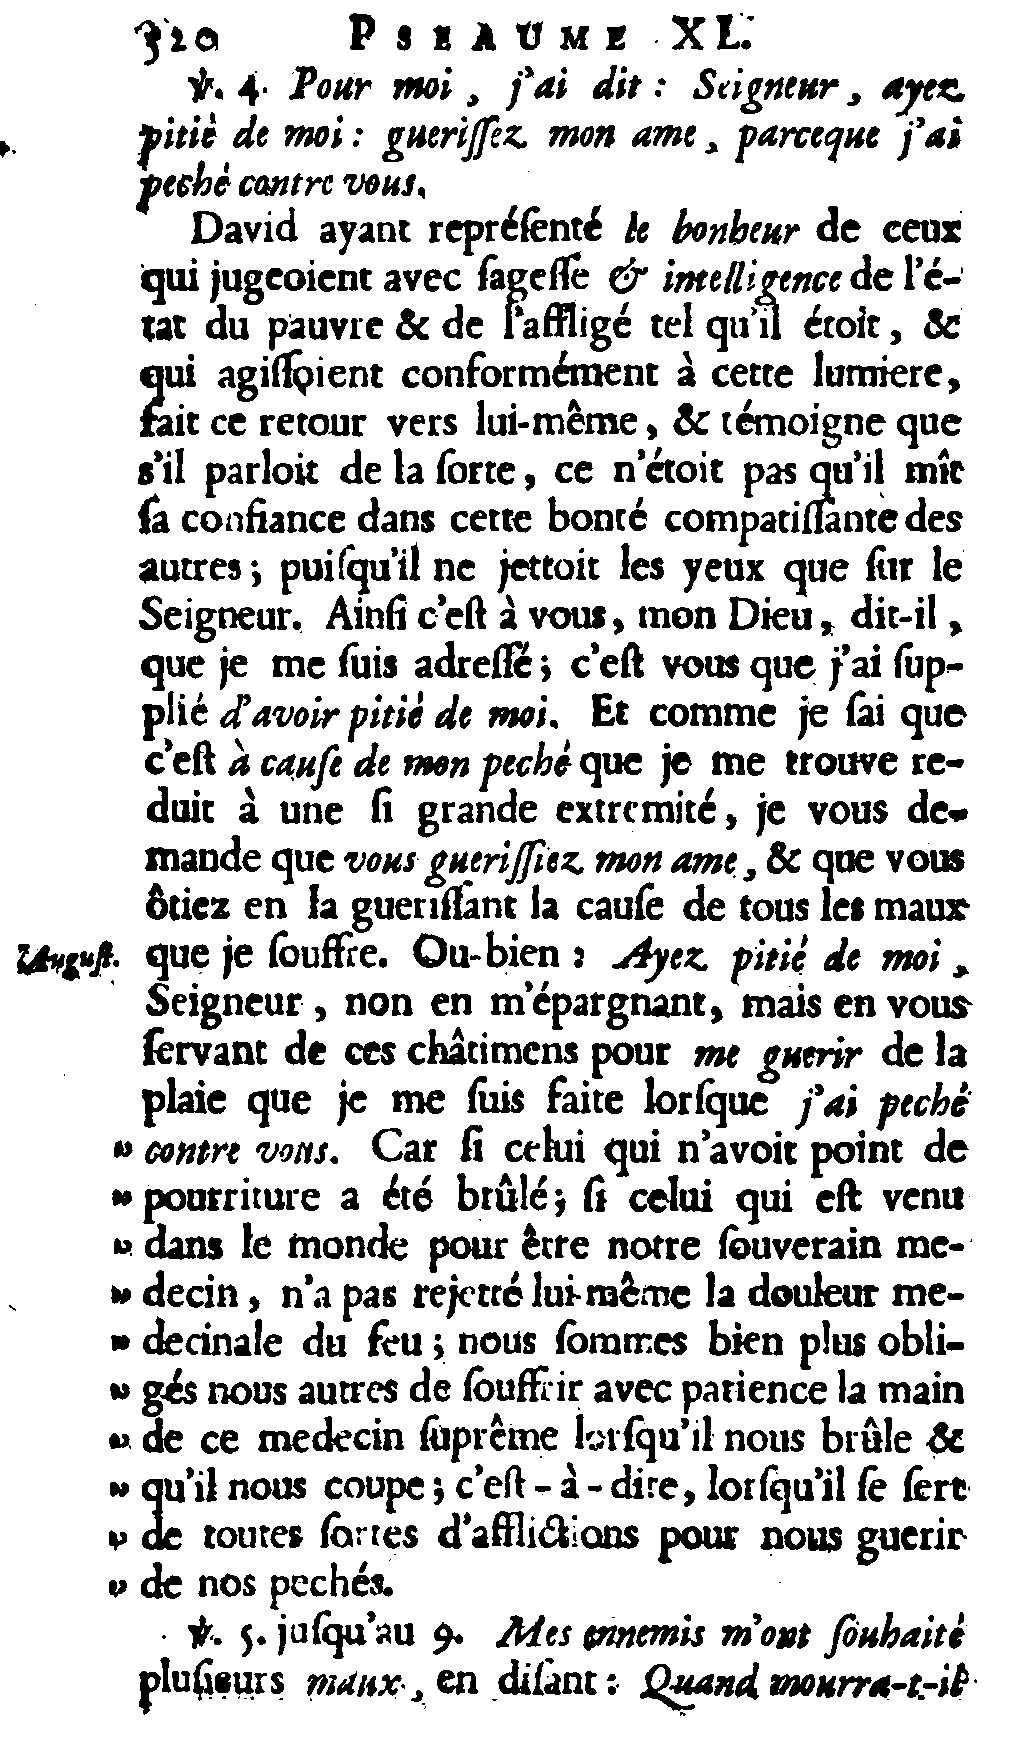 320 PSEAUME XL.
℣. 4. Pour moi, j'ai dit : Seigneur, ayez
pitié de moi : gueriſſez mon ame, parceque j'ai
peché contre vous.
David ayant repréſenté le bonheur de ceux
qui jugeoient avec ſageſſe & intelligence de l'é-
tat du pauvre & de l'affligé tel qu'il étoit, &
qui agiſſoient conformément à cette lumiere,
fait ce retour vers lui-même, & témoigne que
s'il parloit de la ſorte, ce n'étoit pas qu'il mît
ſa confiance dans cette bonté compatiſſante des
autres ; puiſqu'il ne jettoit les yeux que ſur le
Seigneur. Ainſi c'eſt à vous, mon Dieu, dit-il,
que je me ſuis adreſſé ; c'eſt vous que j'ai ſup-
plié d'avoir pitié de moi. Et comme je ſai que
c'eſt à cauſe de mon peché que je me trouve re-
duit à une ſi grande extremité, je vous de-
mande que vous gueriſſiez mon ame, & que vous
ôtiez en la gueriſſant la cauſe de tous les maux
August. que je ſouffre. Ou-bien : Ayez pitié de moi,
Seigneur, non en m'épargnant, mais en vous
ſervant de ces châtimens pour me guerir de la
plaie que je me ſuis faite lorſque j'ai peché
„ contre vous. Car ſi celui qui n'avoit point de
„ pourriture a été brûlé ; ſi celui qui eſt venu
„ dans le monde pour être notre ſouverain me-
„ decin, n'a pas rejetté lui-même la douleur me-
„ decinale du feu ; nous ſommes bien plus obli-
„ gés nous autres de ſouffrir avec patience la main
„ de ce medecin ſuprême lorſqu'il nous brûle &
„ qu'il nous coupe ; c'eſt-à-dire, lorſqu'il ſe ſert
„ de toutes ſortes d'afflictions pour nous guerir
„ de nos pechés.
℣. 5. juſqu'au 9. Mes ennemis m'ont ſouhaité
pluſieurs maux, en diſant : Quand mourra-t-il